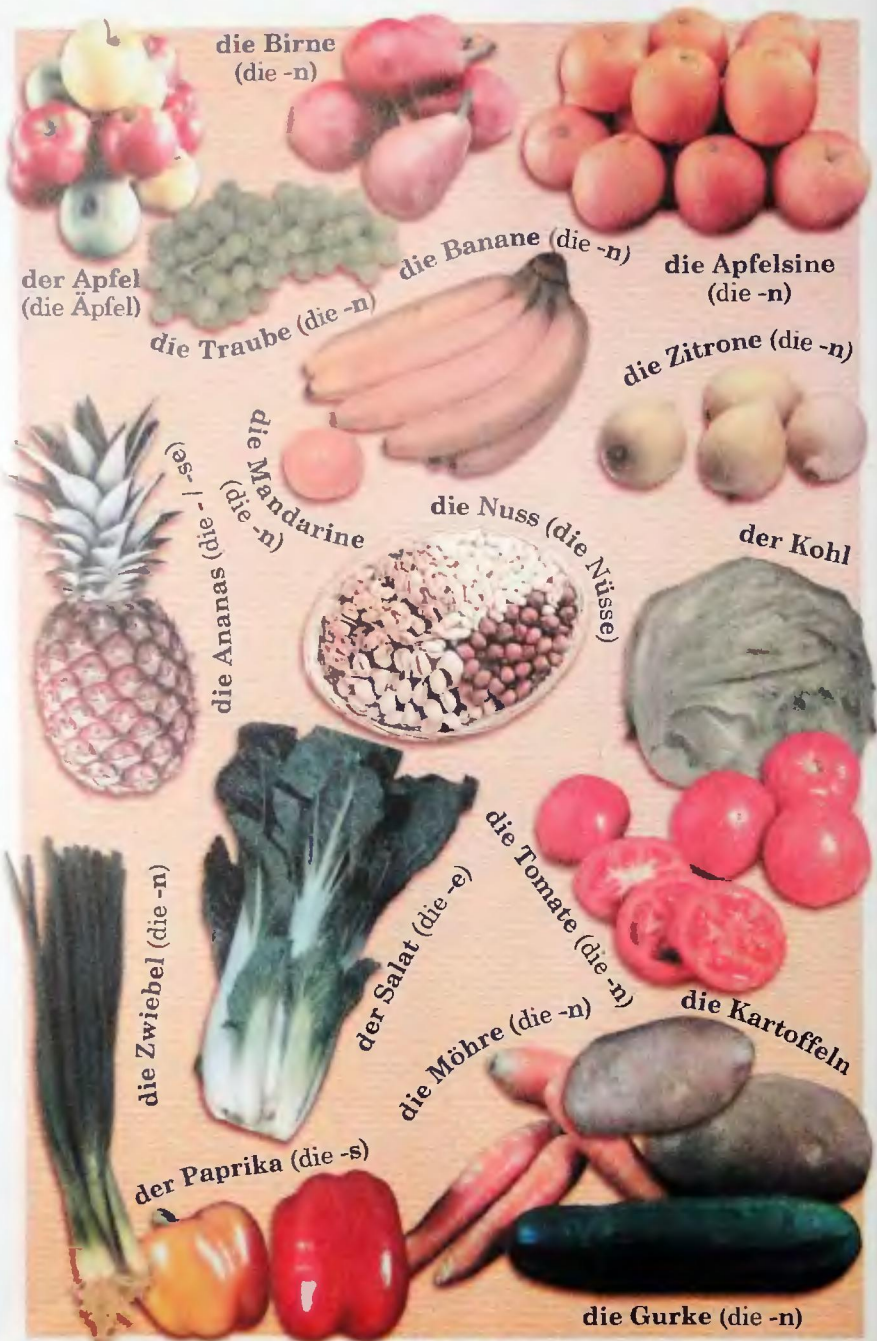 die Birne
(die -n)
der Apfel
(die Äpfel)
die Traube (die -n)
die Banane (die -n)
die Apfelsine
(die -n)
die Zitrone (die -n)
die Mandarine
(die -n)
die Ananas (die - / -se)
die Nuss (die Nüsse)
der Kohl
die Zwiebel (die -n)
der Salat (die -e)
die Tomate (die -n)
die Kartoffeln
die Möhre (die -n)
der Paprika (die -s)
die Gurke (die -n)